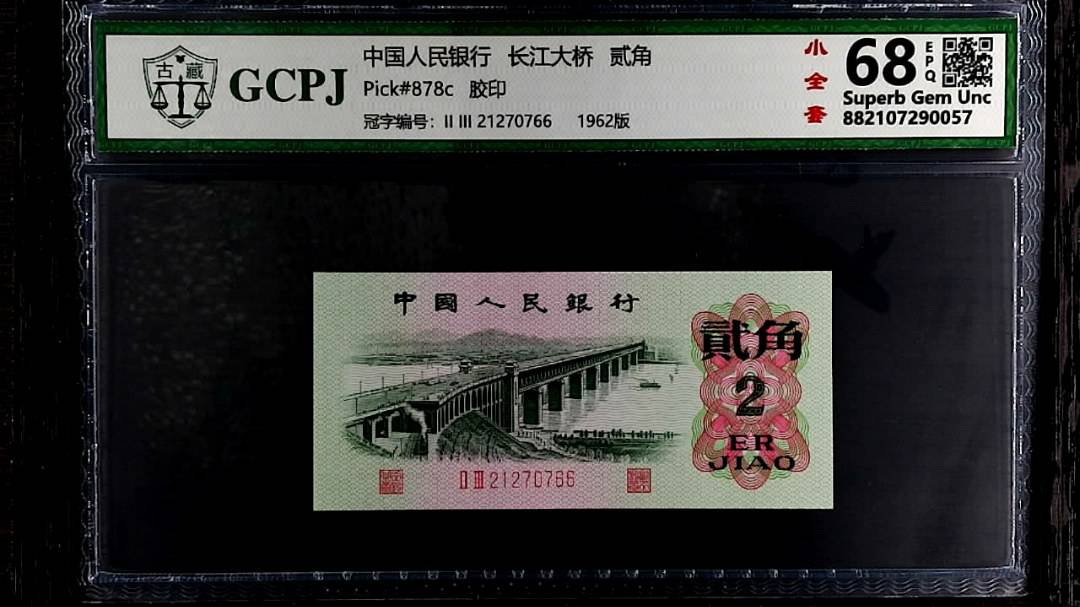 古 藏
GCPJ
中国人民银行 长江大桥 贰角
Pick#878c 胶印
冠字编号: II III 21270766 1962版
小全套
68
EPQ
Superb Gem Unc
882107290057
中國人民銀行
貳角
2
ER
JIAO
II III 21270766